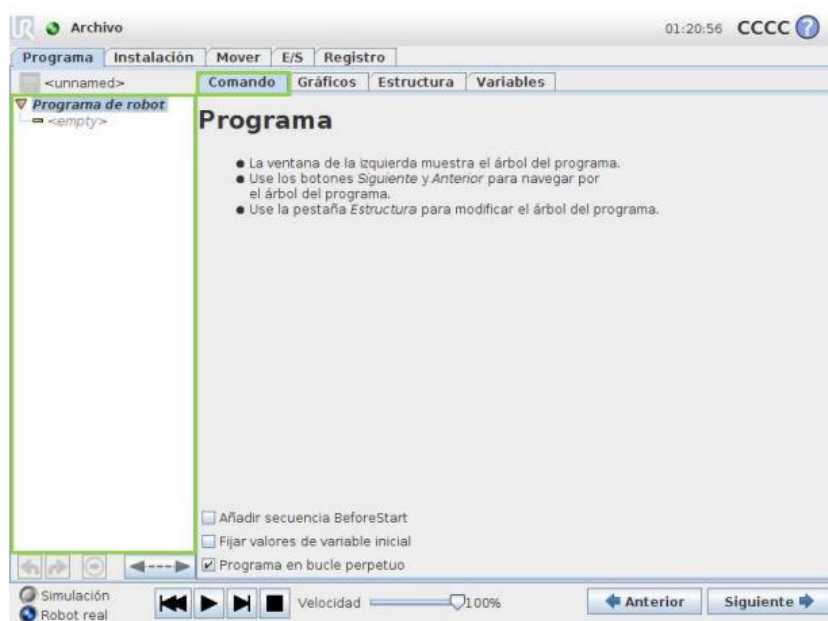 UR Archivo 01:20:56 CCCC ?
Programa Instalación Mover E/S Registro
<unnamed> Comando Gráficos Estructura Variables
Programa de robot
<empty>
Programa
La ventana de la izquierda muestra el árbol del programa.
Use los botones Siguiente y Anterior para navegar por
el árbol del programa.
Use la pestaña Estructura para modificar el árbol del programa.
Añadir secuencia BeforeStart
Fijar valores de variable inicial
Programa en bucle perpetuo
Simulación
Robot real
Velocidad 100% Anterior Siguiente